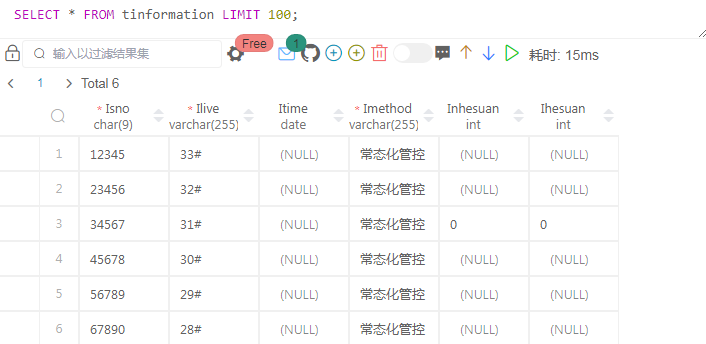 SELECT * FROM tinformation LIMIT 100;
输入以过滤结果集 Free 1 耗时: 15ms
1 Total 6
* Isno * Ilive Itime * Imethod Inhesuan Ihesuan
char(9) varchar(255) date varchar(255) int int
1 12345 33# (NULL) 常态化管控 (NULL) (NULL)
2 23456 32# (NULL) 常态化管控 (NULL) (NULL)
3 34567 31# (NULL) 常态化管控 0 0
4 45678 30# (NULL) 常态化管控 (NULL) (NULL)
5 56789 29# (NULL) 常态化管控 (NULL) (NULL)
6 67890 28# (NULL) 常态化管控 (NULL) (NULL)